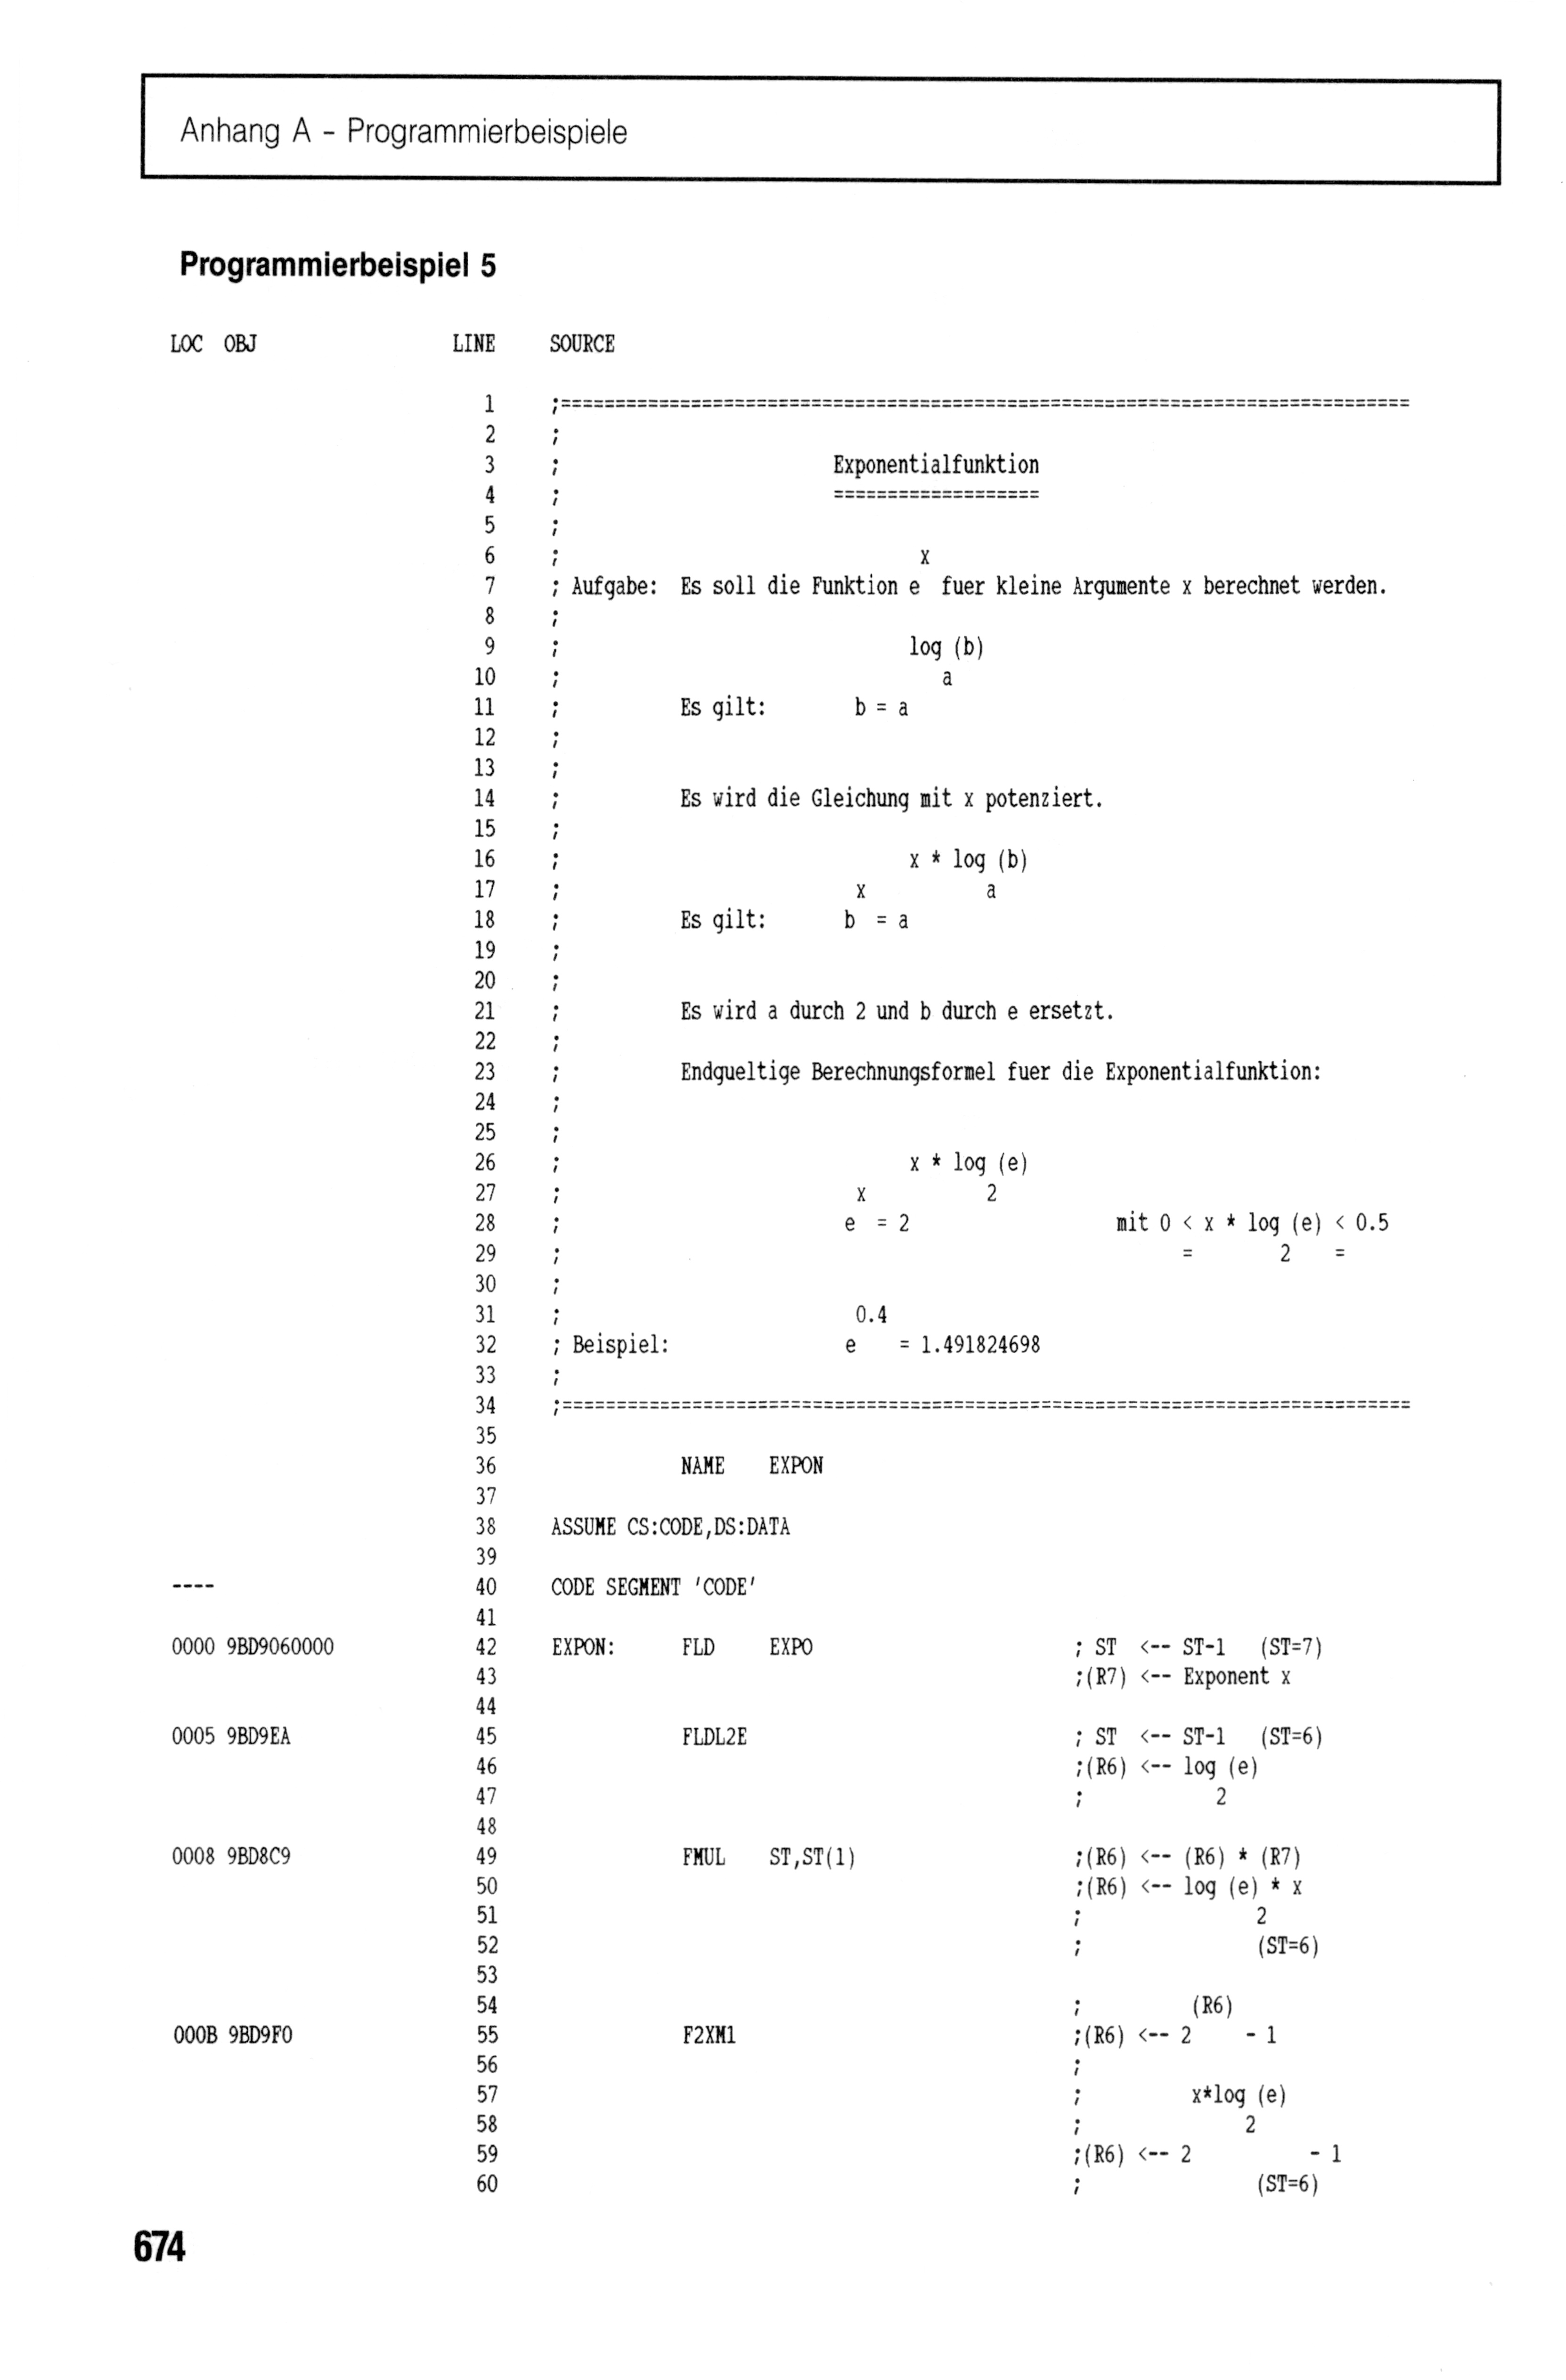 Anhang A - Programmierbeispiele
Programmierbeispiel 5
LOC  OBJ                  LINE     SOURCE
                             1     ;==============================================================================
                             2     ;
                             3     ;                         Exponentialfunktion
                             4     ;                         ===================
                             5     ;
                             6     ;                                 x
                             7     ; Aufgabe:  Es soll die Funktion e  fuer kleine Argumente x berechnet werden.
                             8     ;
                             9     ;                                log (b)
                            10     ;                                   a
                            11     ;           Es gilt:        b = a
                            12     ;
                            13     ;
                            14     ;           Es wird die Gleichung mit x potenziert.
                            15     ;
                            16     ;                                x * log (b)
                            17     ;                           x           a
                            18     ;           Es gilt:       b  = a
                            19     ;
                            20     ;
                            21     ;           Es wird a durch 2 und b durch e ersetzt.
                            22     ;
                            23     ;           Endgueltige Berechnungsformel fuer die Exponentialfunktion:
                            24     ;
                            25     ;
                            26     ;                                x * log (e)
                            27     ;                           x           2
                            28     ;                          e  = 2                   mit 0 < x * log (e) < 0.5
                            29     ;                                                         =        2    =
                            30     ;
                            31     ;                           0.4
                            32     ; Beispiel:                e    = 1.491824698
                            33     ;
                            34     ;==============================================================================
                            35
                            36                 NAME    EXPON
                            37
                            38     ASSUME CS:CODE,DS:DATA
                            39
----                        40     CODE SEGMENT 'CODE'
                            41
0000 9BD9060000             42     EXPON:      FLD     EXPO                        ; ST  <-- ST-1   (ST=7)
                            43                                                     ;(R7) <-- Exponent x
                            44
0005 9BD9EA                 45                 FLDL2E                              ; ST  <-- ST-1   (ST=6)
                            46                                                     ;(R6) <-- log (e)
                            47                                                     ;            2
                            48
0008 9BD8C9                 49                 FMUL    ST,ST(1)                    ;(R6) <-- (R6) * (R7)
                            50                                                     ;(R6) <-- log (e) * x
                            51                                                     ;                2
                            52                                                     ;                (ST=6)
                            53
                            54                                                     ;          (R6)
000B 9BD9F0                 55                 F2XM1                               ;(R6) <-- 2     - 1
                            56                                                     ;
                            57                                                     ;          x*log (e)
                            58                                                     ;               2
                            59                                                     ;(R6) <-- 2           - 1
                            60                                                     ;                (ST=6)
674